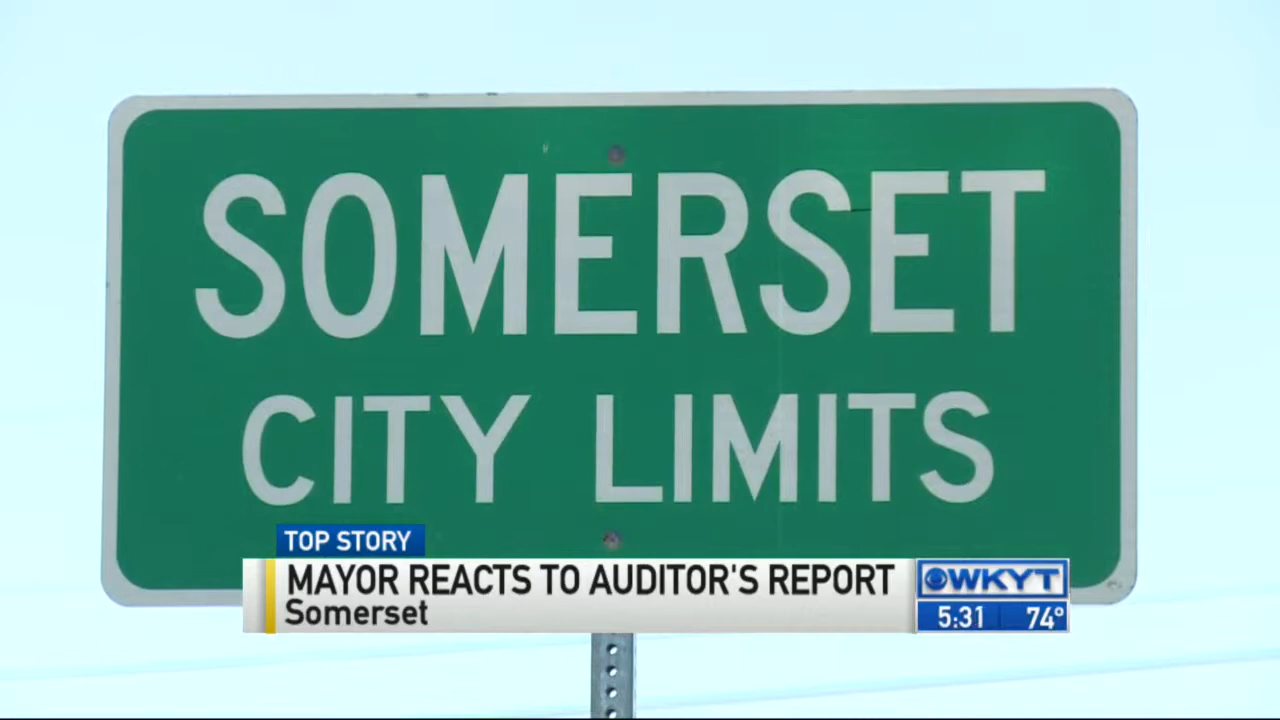 SOMERSET
CITY LIMITS
TOP STORY
MAYOR REACTS TO AUDITOR'S REPORT
Somerset
WKYT
5:31 74°